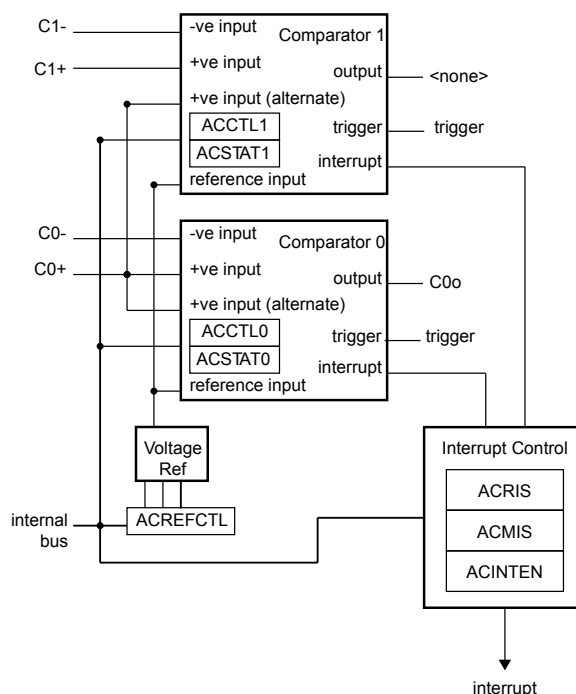 C1-
-ve input
Comparator 1
C1+
+ve input
output
<none>
+ve input (alternate)
ACCTL1
trigger
trigger
ACSTAT1
interrupt
reference input
C0-
-ve input
Comparator 0
C0+
+ve input
output
C0o
+ve input (alternate)
ACCTL0
trigger
trigger
ACSTAT0
interrupt
reference input
Voltage
Ref
Interrupt Control
ACRIS
internal
bus
ACREFCTL
ACMIS
ACINTEN
interrupt